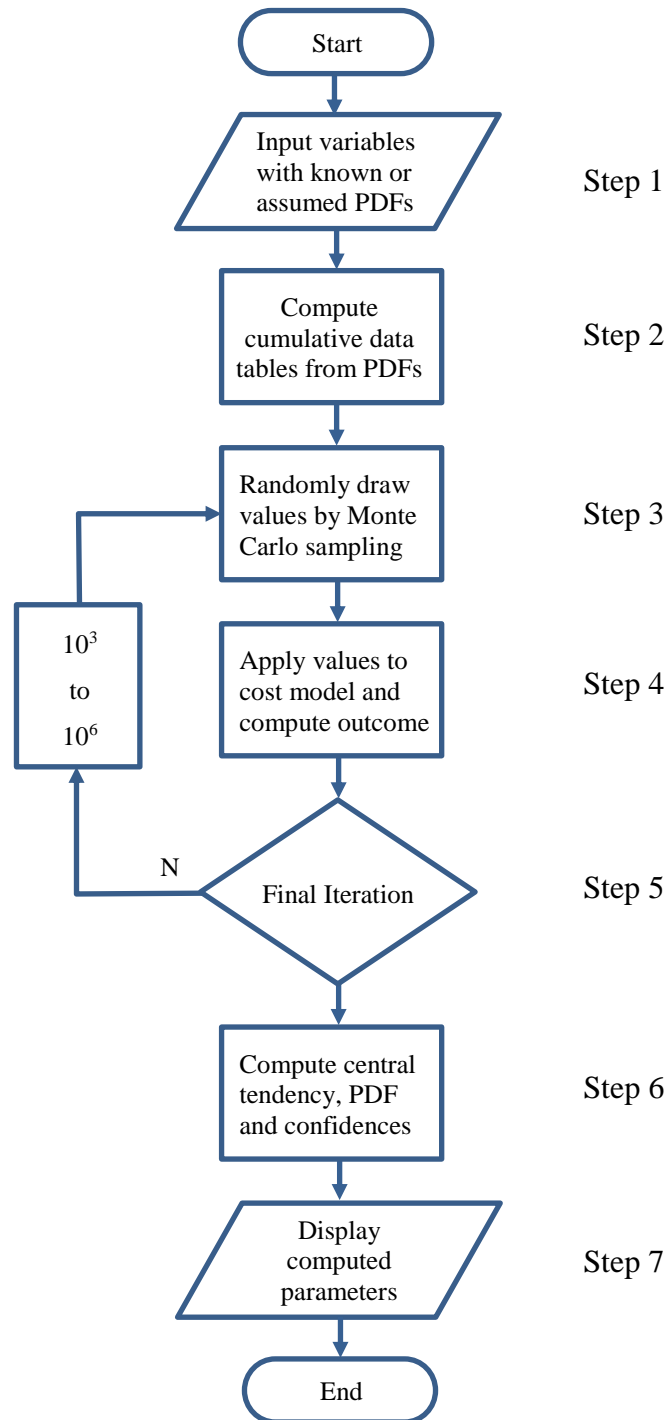 Start
Input variables
with known or
assumed PDFs
Step 1
Compute
cumulative data
tables from PDFs
Step 2
Randomly draw
values by Monte
Carlo sampling
Step 3
10³
to
10⁶
Apply values to
cost model and
compute outcome
Step 4
N
Final Iteration
Step 5
Compute central
tendency, PDF
and confidences
Step 6
Display
computed
parameters
Step 7
End